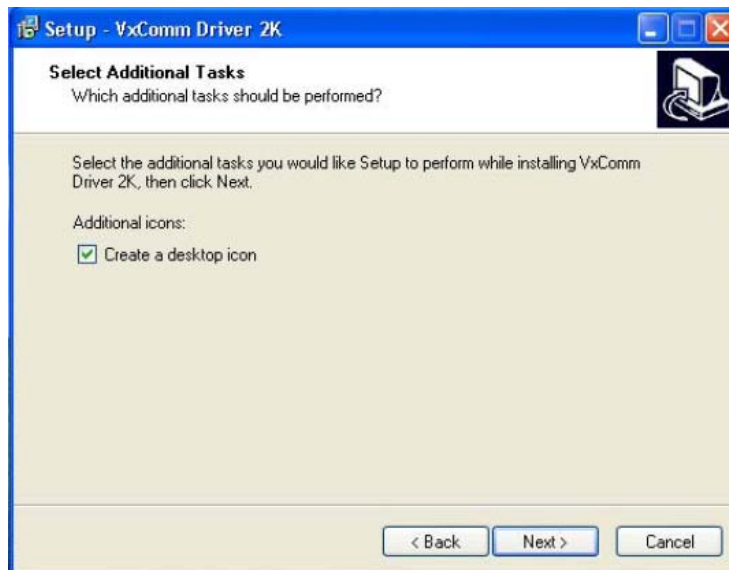 Setup - VxComm Driver 2K
Select Additional Tasks
Which additional tasks should be performed?
Select the additional tasks you would like Setup to perform while installing VxComm
Driver 2K, then click Next.
Additional icons:
Create a desktop icon
< Back Next > Cancel